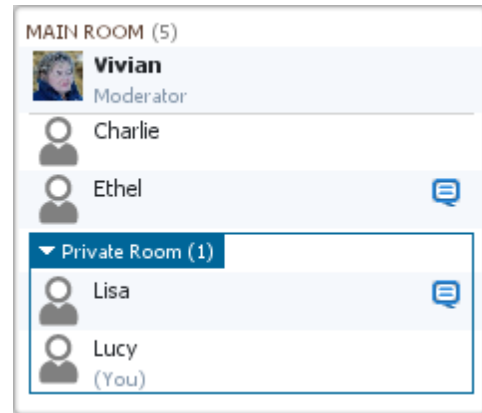 MAIN ROOM (5)
Vivian
Moderator
Charlie
Ethel
Private Room (1)
Lisa
Lucy
(You)